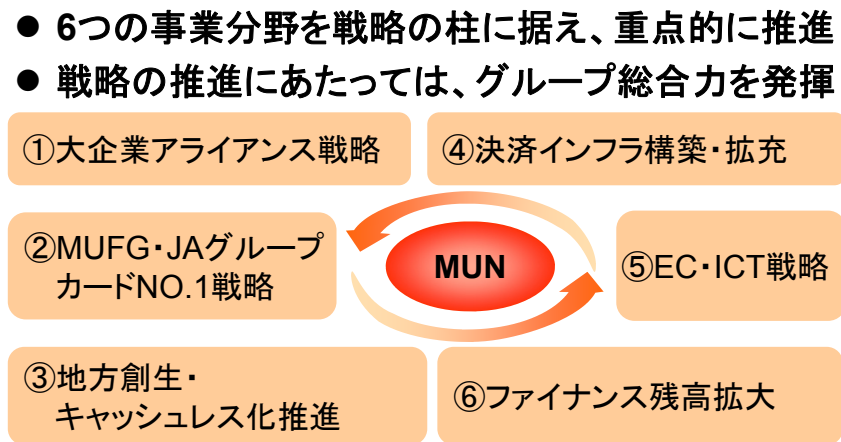 ● 6つの事業分野を戦略の柱に据え、重点的に推進
● 戦略の推進にあたっては、グループ総合力を発揮
①大企業アライアンス戦略
④決済インフラ構築・拡充
②MUFG・JAグループ
カードNO.1戦略
MUN
⑤EC・ICT戦略
③地方創生・
キャッシュレス化推進
⑥ファイナンス残高拡大